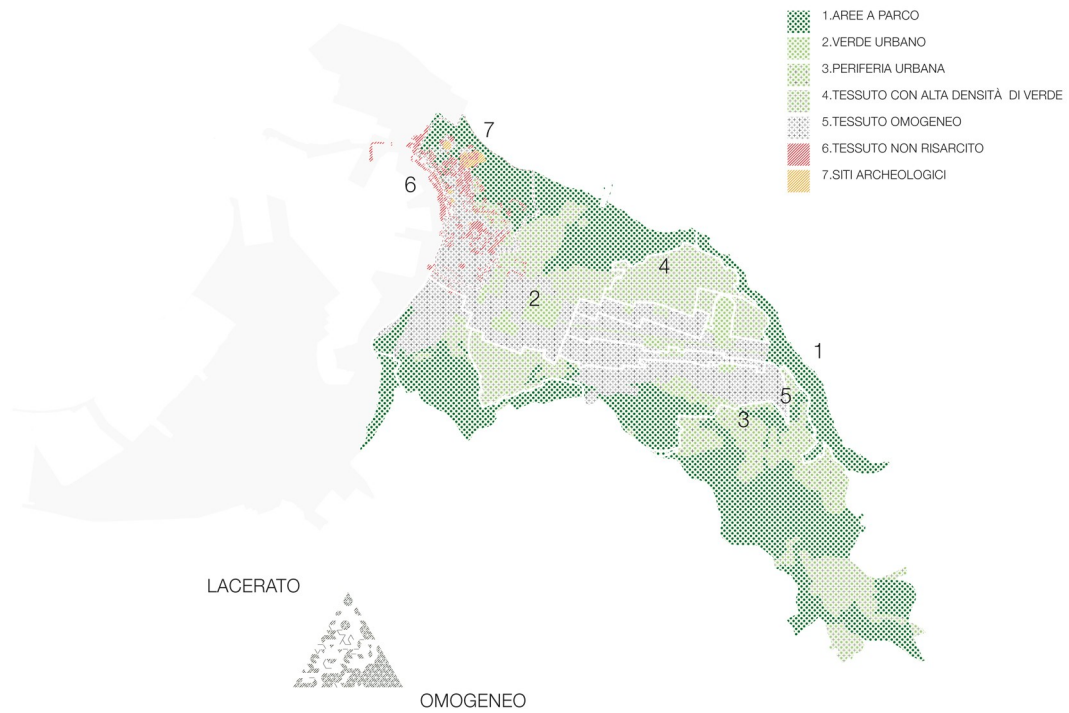 1.AREE A PARCO
2.VERDE URBANO
3.PERIFERIA URBANA
4.TESSUTO CON ALTA DENSITÀ DI VERDE
5.TESSUTO OMOGENEO
6.TESSUTO NON RISARCITO
7.SITI ARCHEOLOGICI
7
6
4
2
1
5
3
LACERATO
OMOGENEO